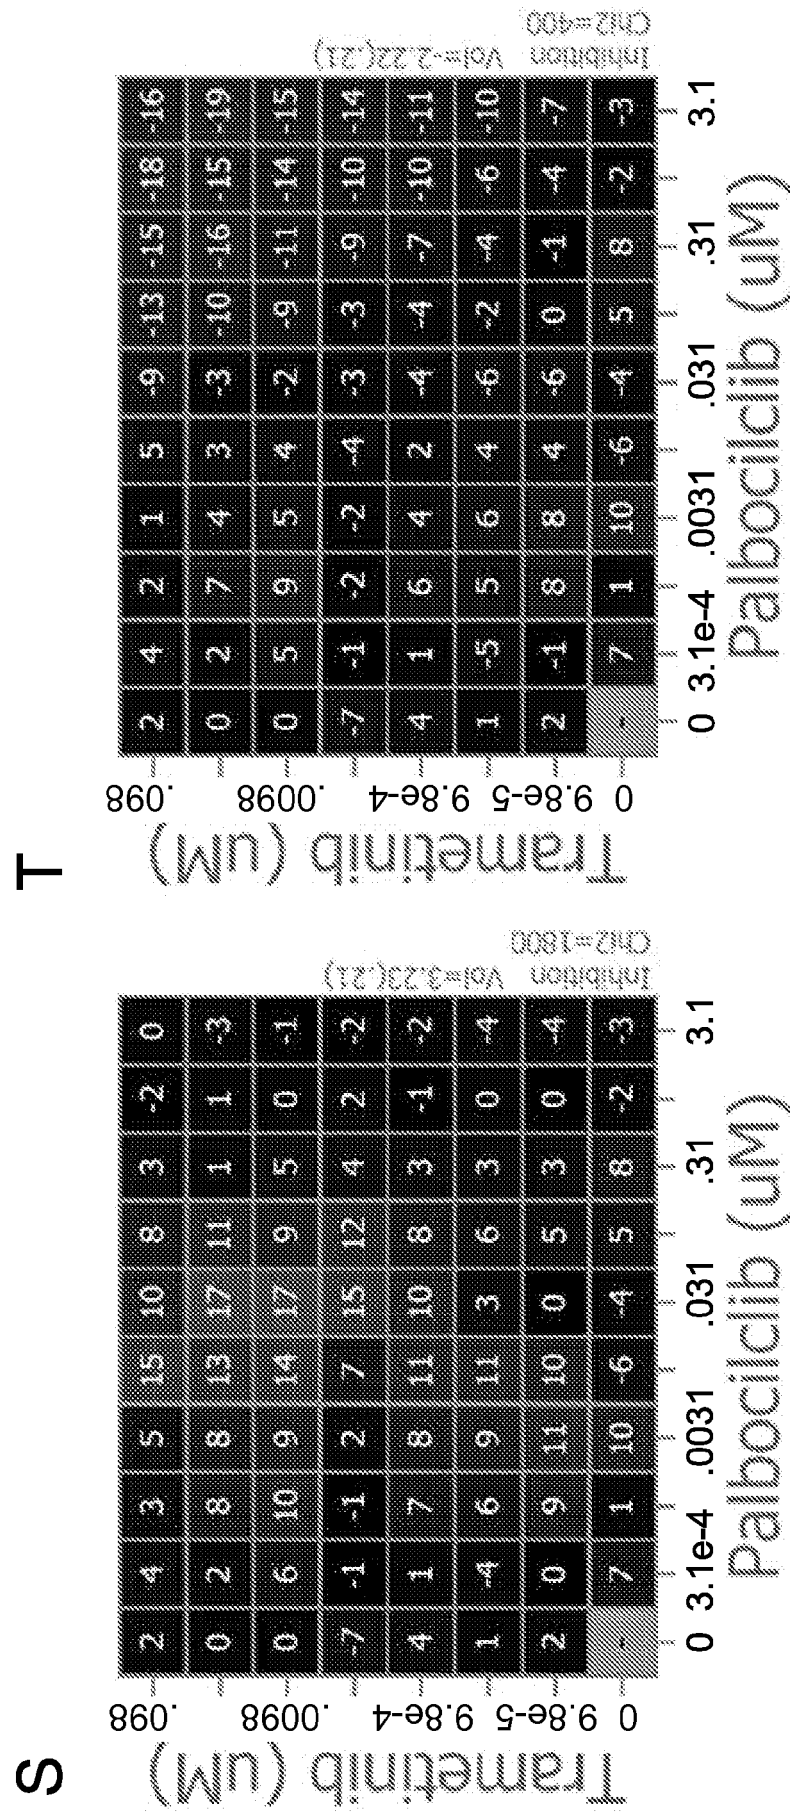 S
Trametinib (uM)
.098 2 4 3 5 15 10 8 3 -2 0
0 2 8 8 13 17 11 1 1 -3
.0098 0 6 10 9 14 17 9 5 0 -1
-7 -1 -1 2 7 15 12 4 2 -2
9.8e-4 4 1 7 8 11 10 8 3 -1 -2
1 -4 6 9 11 3 6 3 0 -4
9.8e-5 2 0 9 11 10 0 5 3 0 -4
0 - 7 1 10 -6 -4 5 8 -2 -3
0 3.1e-4 .0031 .031 .31 3.1
Palbocilclib (uM)
Inhibition Vol=3.23(.21)
Chi2=1800
T
Trametinib (uM)
.098 2 4 2 1 5 -9 -13 -15 -18 -16
0 2 7 4 3 -3 -10 -16 -15 -19
.0098 0 5 9 5 4 -2 -9 -11 -14 -15
-7 -1 -2 -2 -4 -3 -3 -9 -10 -14
9.8e-4 4 1 6 4 2 -4 -4 -7 -10 -11
1 -5 5 6 4 -6 -2 -4 -6 -10
9.8e-5 2 -1 8 8 4 -6 0 -1 -4 -7
0 - 7 1 10 -6 -4 5 8 -2 -3
0 3.1e-4 .0031 .031 .31 3.1
Palbocilclib (uM)
Inhibition Vol=-2.22(.21)
Chi2=400